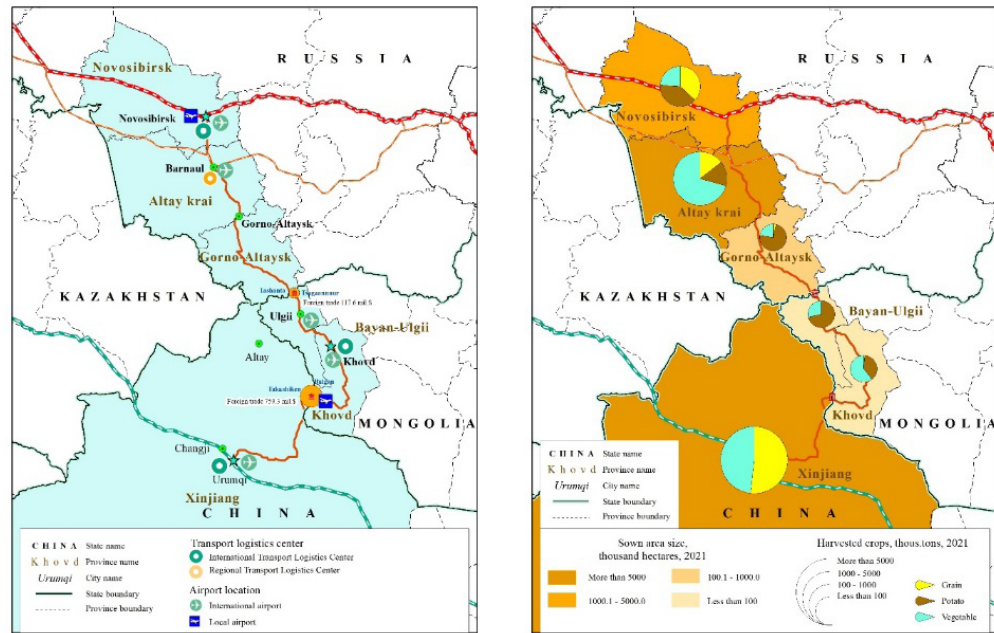 RUSSIA
Novosibirsk
Novosibirsk
Barnaul
Altay krai
Gorno-Altaysk
Gorno-Altaysk
KAZAKHSTAN
Tashanta
Foreign trade 117.6 mil $
Ulgii
Bayan-Ulgii
Altay
Khovd
Foreign trade 759.3 mil $
Khovd
MONGOLIA
Changji
Urumqi
Xinjiang
CHINA
CHINA State name
Khovd Province name
Urumqi City name
State boundary
Province boundary
Transport logistics center
International Transport Logistics Center
Regional Transport Logistics Center
Airport location
International airport
Local airport
RUSSIA
Novosibirsk
Altay krai
Gorno-Altaysk
KAZAKHSTAN
Bayan-Ulgii
Khovd
MONGOLIA
Xinjiang
CHINA
CHINA State name
Khovd Province name
Urumqi City name
State boundary
Province boundary
Sown area size,
thousand hectares, 2021
More than 5000
1000.1 - 5000.0
100.1 - 1000.0
Less than 100
Harvested crops, thous.tons, 2021
More than 5000
1000 - 5000
100 - 1000
Less than 100
Grain
Potato
Vegetable